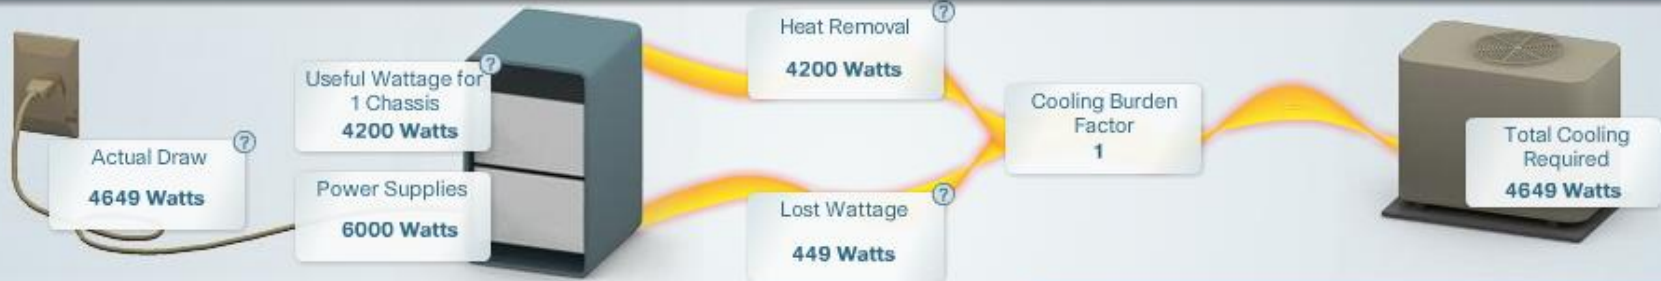 Actual Draw
4649 Watts
?
Useful Wattage for
1 Chassis
4200 Watts
?
Power Supplies
6000 Watts
Heat Removal
4200 Watts
?
Lost Wattage
449 Watts
?
Cooling Burden
Factor
1
Total Cooling
Required
4649 Watts